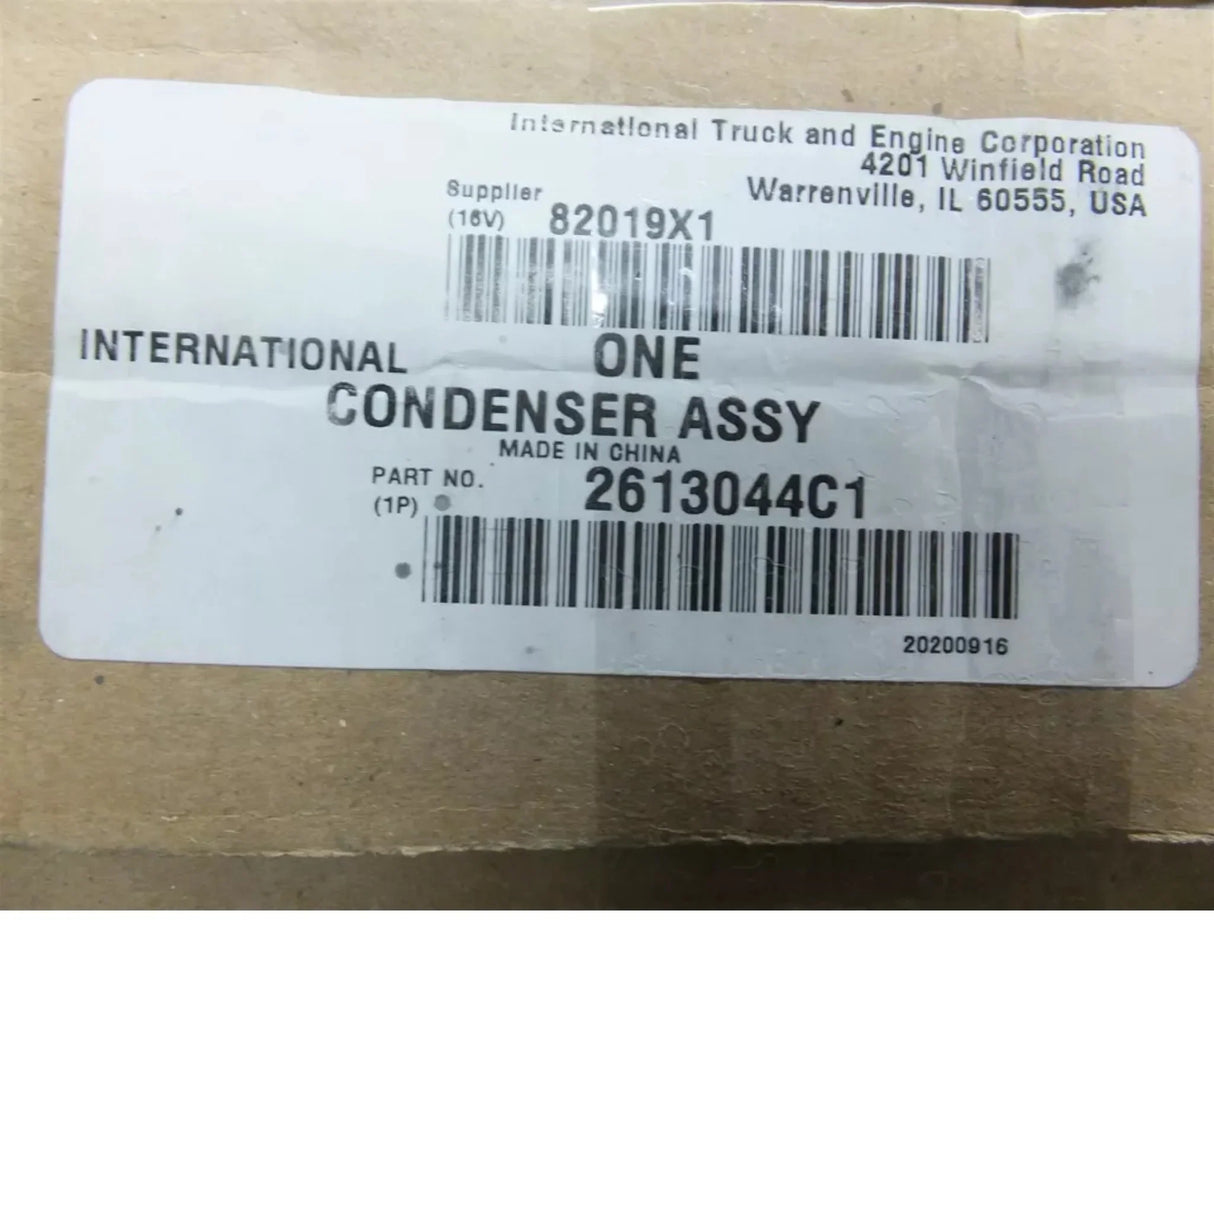 International Truck and Engine Corporation
4201 Winfield Road
Warrenville, IL 60555, USA
Supplier
(16V) 82019X1
INTERNATIONAL ONE
CONDENSER ASSY
MADE IN CHINA
PART NO. 2613044C1
(1P)
20200916